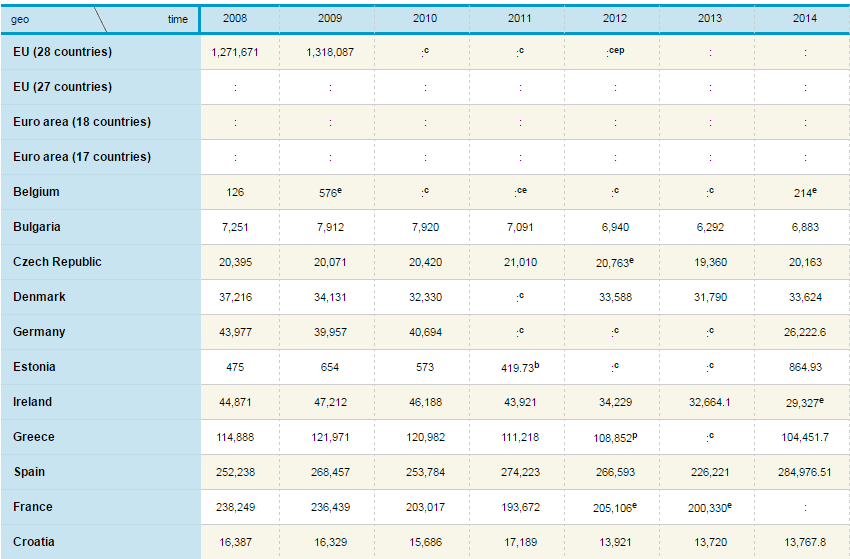 geo time 2008 2009 2010 2011 2012 2013 2014
EU (28 countries) 1,271,671 1,318,087 :c :c :cep : :
EU (27 countries) : : : : : : :
Euro area (18 countries) : : : : : : :
Euro area (17 countries) : : : : : : :
Belgium 126 576e :c :ce :c :c 214e
Bulgaria 7,251 7,912 7,920 7,091 6,940 6,292 6,883
Czech Republic 20,395 20,071 20,420 21,010 20,763e 19,360 20,163
Denmark 37,216 34,131 32,330 :c 33,588 31,790 33,624
Germany 43,977 39,957 40,694 :c :c :c 26,222.6
Estonia 475 654 573 419.73b :c :c 864.93
Ireland 44,871 47,212 46,188 43,921 34,229 32,664.1 29,327e
Greece 114,888 121,971 120,982 111,218 108,852p :c 104,451.7
Spain 252,238 268,457 253,784 274,223 266,593 226,221 284,976.51
France 238,249 236,439 203,017 193,672 205,106e 200,330e :
Croatia 16,387 16,329 15,686 17,189 13,921 13,720 13,767.8